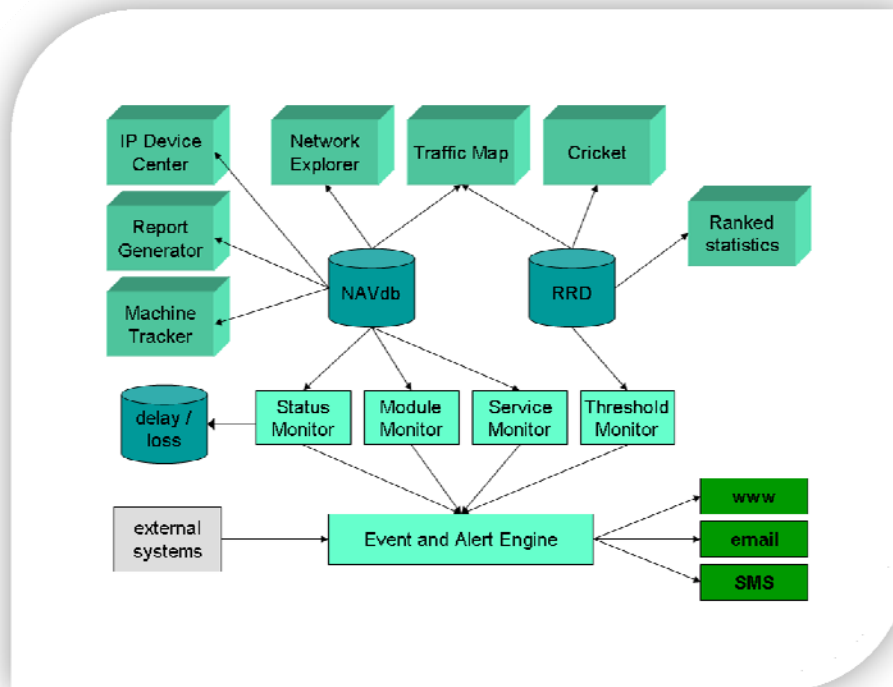 IP Device
Center
Network
Explorer
Traffic Map
Cricket
Report
Generator
Ranked
statistics
Machine
Tracker
NAVdb
RRD
delay /
loss
Status
Monitor
Module
Monitor
Service
Monitor
Threshold
Monitor
external
systems
Event and Alert Engine
www
email
SMS